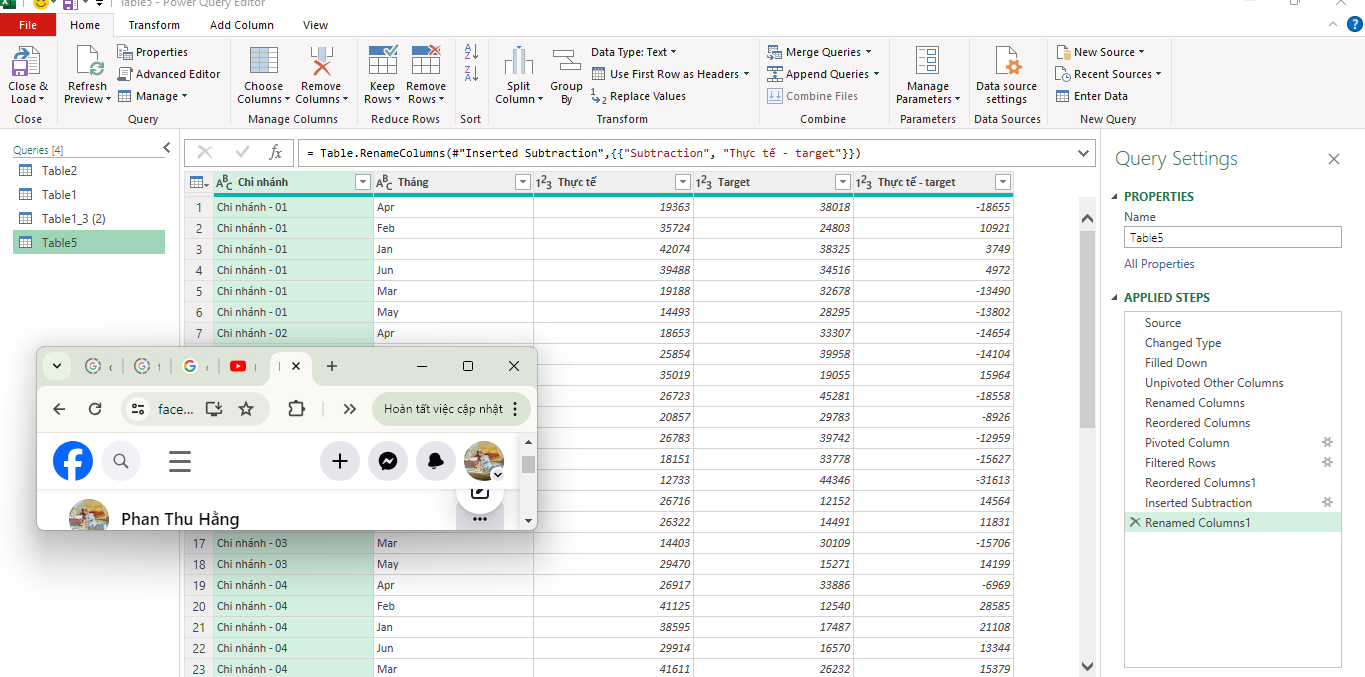 Table5 - Power Query Editor
File Home Transform Add Column View
Close & Load
Close
Refresh Preview
Properties
Advanced Editor
Manage
Query
Choose Columns
Remove Columns
Manage Columns
Keep Rows
Remove Rows
Reduce Rows
Sort
Split Column
Group By
Data Type: Text
Use First Row as Headers
Replace Values
Transform
Merge Queries
Append Queries
Combine Files
Combine
Manage Parameters
Parameters
Data source settings
Data Sources
New Source
Recent Sources
Enter Data
New Query
Queries [4]
Table2
Table1
Table1_3 (2)
Table5
fx = Table.RenameColumns(#"Inserted Subtraction",{{"Subtraction", "Thực tế - target"}})
Chi nhánh Tháng Thực tế Target Thực tế - target
1 Chi nhánh - 01 Apr 19363 38018 -18655
2 Chi nhánh - 01 Feb 35724 24803 10921
3 Chi nhánh - 01 Jan 42074 38325 3749
4 Chi nhánh - 01 Jun 39488 34516 4972
5 Chi nhánh - 01 Mar 19188 32678 -13490
6 Chi nhánh - 01 May 14493 28295 -13802
7 Chi nhánh - 02 Apr 18653 33307 -14654
25854 39958 -14104
35019 19055 15964
26723 45281 -18558
20857 29783 -8926
26783 39742 -12959
18151 33778 -15627
12733 44346 -31613
26716 12152 14564
26322 14491 11831
17 Chi nhánh - 03 Mar 14403 30109 -15706
18 Chi nhánh - 03 May 29470 15271 14199
19 Chi nhánh - 04 Apr 26917 33886 -6969
20 Chi nhánh - 04 Feb 41125 12540 28585
21 Chi nhánh - 04 Jan 38595 17487 21108
22 Chi nhánh - 04 Jun 29914 16570 13344
23 Chi nhánh - 04 Mar 41611 26232 15379
face...
Hoàn tất việc cập nhật
Phan Thu Hằng
Query Settings
PROPERTIES
Name
Table5
All Properties
APPLIED STEPS
Source
Changed Type
Filled Down
Unpivoted Other Columns
Renamed Columns
Reordered Columns
Pivoted Column
Filtered Rows
Reordered Columns1
Inserted Subtraction
Renamed Columns1